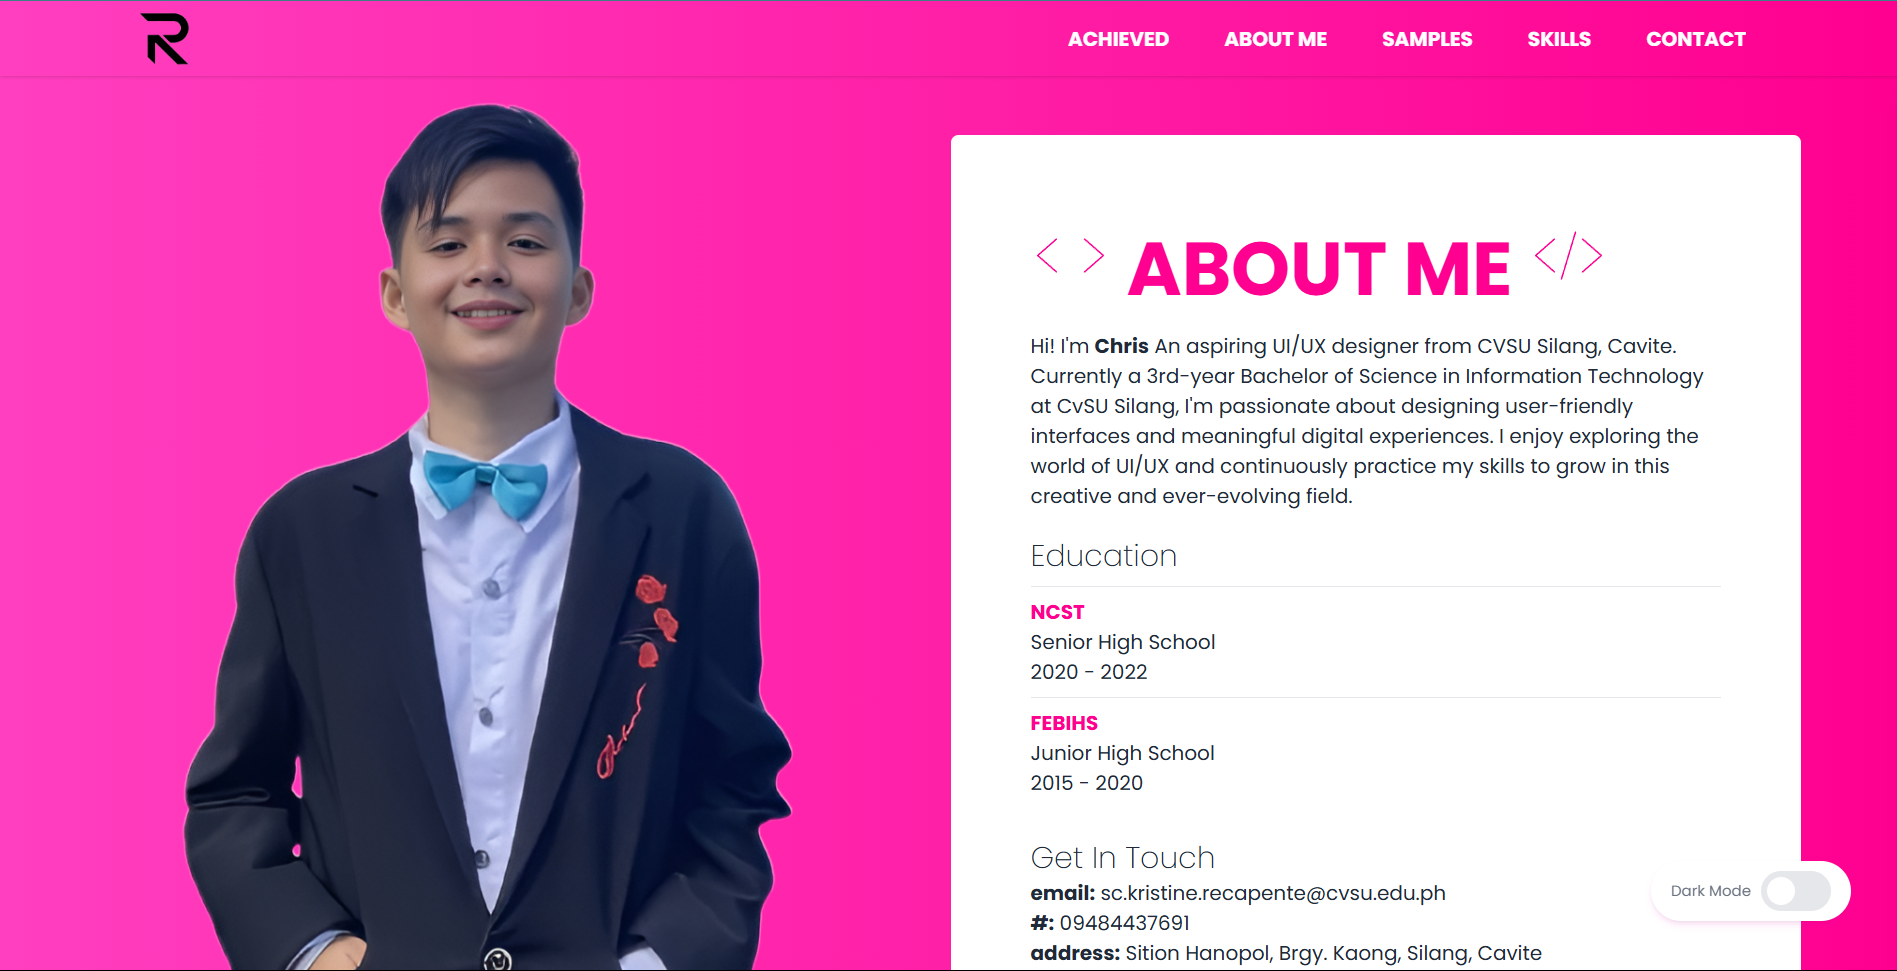 R
ACHIEVED ABOUT ME SAMPLES SKILLS CONTACT
< > ABOUT ME </>
Hi! I'm Chris An aspiring UI/UX designer from CVSU Silang, Cavite.
Currently a 3rd-year Bachelor of Science in Information Technology
at CvSU Silang, I'm passionate about designing user-friendly
interfaces and meaningful digital experiences. I enjoy exploring the
world of UI/UX and continuously practice my skills to grow in this
creative and ever-evolving field.
Education
NCST
Senior High School
2020 - 2022
FEBIHS
Junior High School
2015 - 2020
Get In Touch
email: sc.kristine.recapente@cvsu.edu.ph
#: 09484437691
address: Sition Hanopol, Brgy. Kaong, Silang, Cavite
Dark Mode